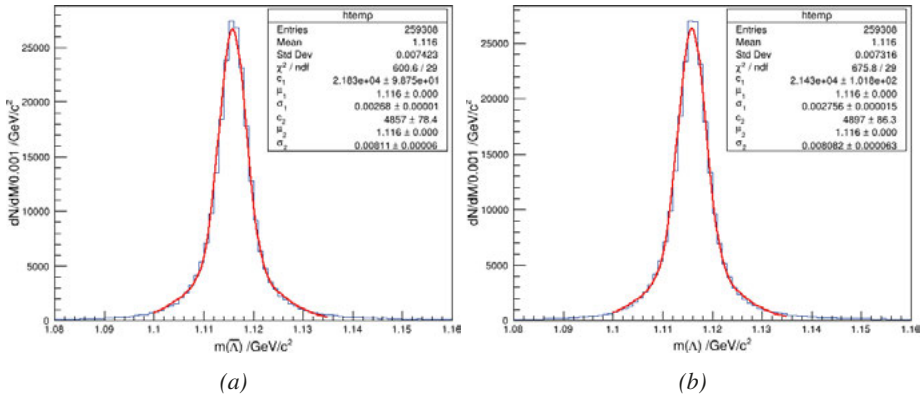 htemp
Entries 259308
Mean 1.116
Std Dev 0.007423
χ² / ndf 600.6 / 29
c₁ 2.183e+04 ± 9.875e+01
μ₁ 1.116 ± 0.000
σ₁ 0.00268 ± 0.00001
c₂ 4857 ± 78.4
μ₂ 1.116 ± 0.000
σ₂ 0.00811 ± 0.00006
dN/dM/0.001 /GeV/c²
25000
20000
15000
10000
5000
0
1.08 1.09 1.1 1.11 1.12 1.13 1.14 1.15 1.16
m(Λ̅) /GeV/c²
(a)
htemp
Entries 259308
Mean 1.116
Std Dev 0.007316
χ² / ndf 675.8 / 29
c₁ 2.143e+04 ± 1.018e+02
μ₁ 1.116 ± 0.000
σ₁ 0.002756 ± 0.000015
c₂ 4897 ± 86.3
μ₂ 1.116 ± 0.000
σ₂ 0.008082 ± 0.000063
dN/dM/0.001 /GeV/c²
25000
20000
15000
10000
5000
0
1.08 1.09 1.1 1.11 1.12 1.13 1.14 1.15 1.16
m(Λ) /GeV/c²
(b)